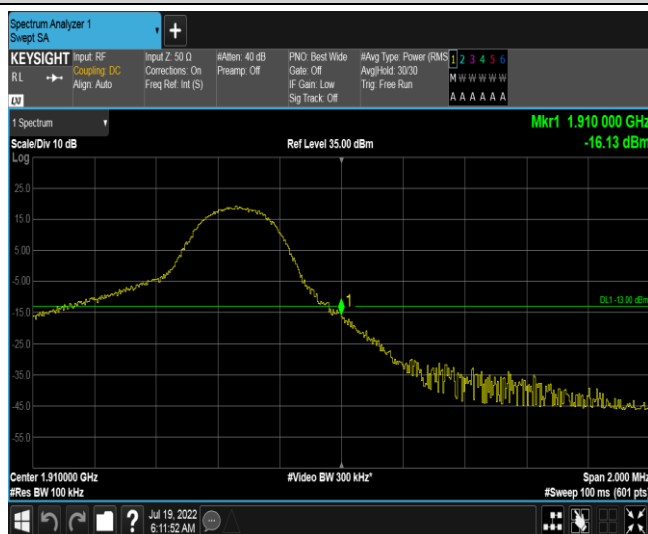 Spectrum Analyzer 1
Swept SA
+
KEYSIGHT
RL
LXI
Input: RF
Coupling: DC
Align: Auto
Input Z: 50 Ω
Corrections: On
Freq Ref: Int (S)
#Atten: 40 dB
Preamp: Off
PNO: Best Wide
Gate: Off
IF Gain: Low
Sig Track: Off
#Avg Type: Power (RMS
Avg|Hold: 30/30
Trig: Free Run
1 2 3 4 5 6
M W W W W W
A A A A A A
1 Spectrum
Scale/Div 10 dB
Ref Level 35.00 dBm
Mkr1 1.910 000 GHz
-16.13 dBm
Log
25.0
15.0
5.00
-5.00
-15.0
-25.0
-35.0
-45.0
-55.0
1
DL1 -13.00 dBm
Center 1.910000 GHz
#Video BW 300 kHz*
Span 2.000 MHz
#Res BW 100 kHz
#Sweep 100 ms (601 pts)
?
Jul 19, 2022
6:11:52 AM